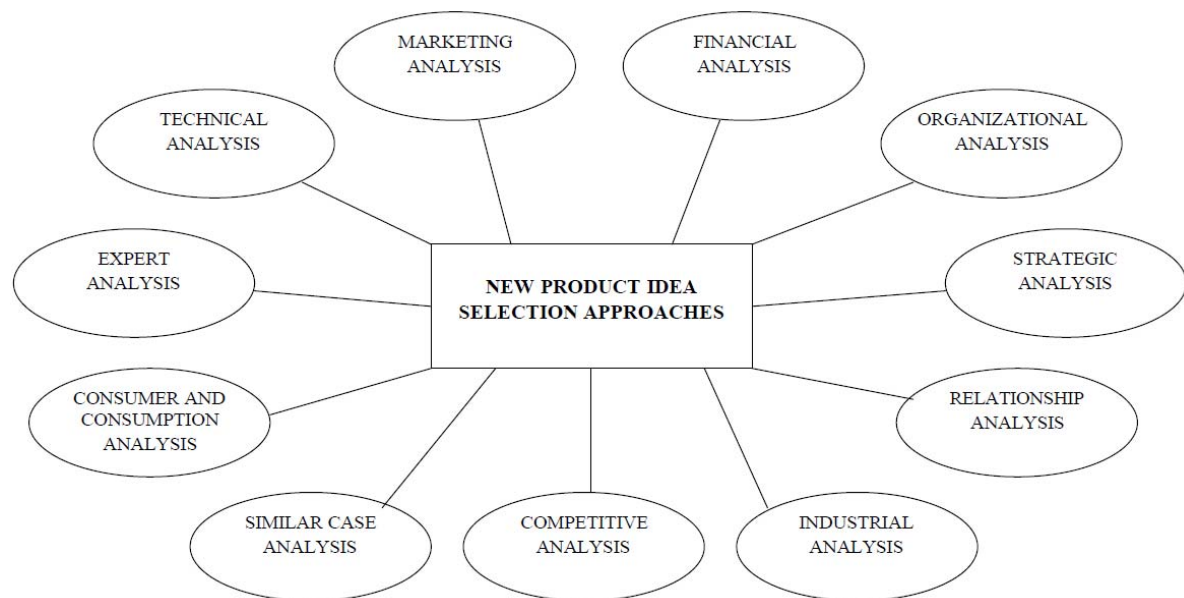 MARKETING
ANALYSIS
FINANCIAL
ANALYSIS
TECHNICAL
ANALYSIS
ORGANIZATIONAL
ANALYSIS
EXPERT
ANALYSIS
NEW PRODUCT IDEA
SELECTION APPROACHES
STRATEGIC
ANALYSIS
CONSUMER AND
CONSUMPTION
ANALYSIS
RELATIONSHIP
ANALYSIS
SIMILAR CASE
ANALYSIS
COMPETITIVE
ANALYSIS
INDUSTRIAL
ANALYSIS